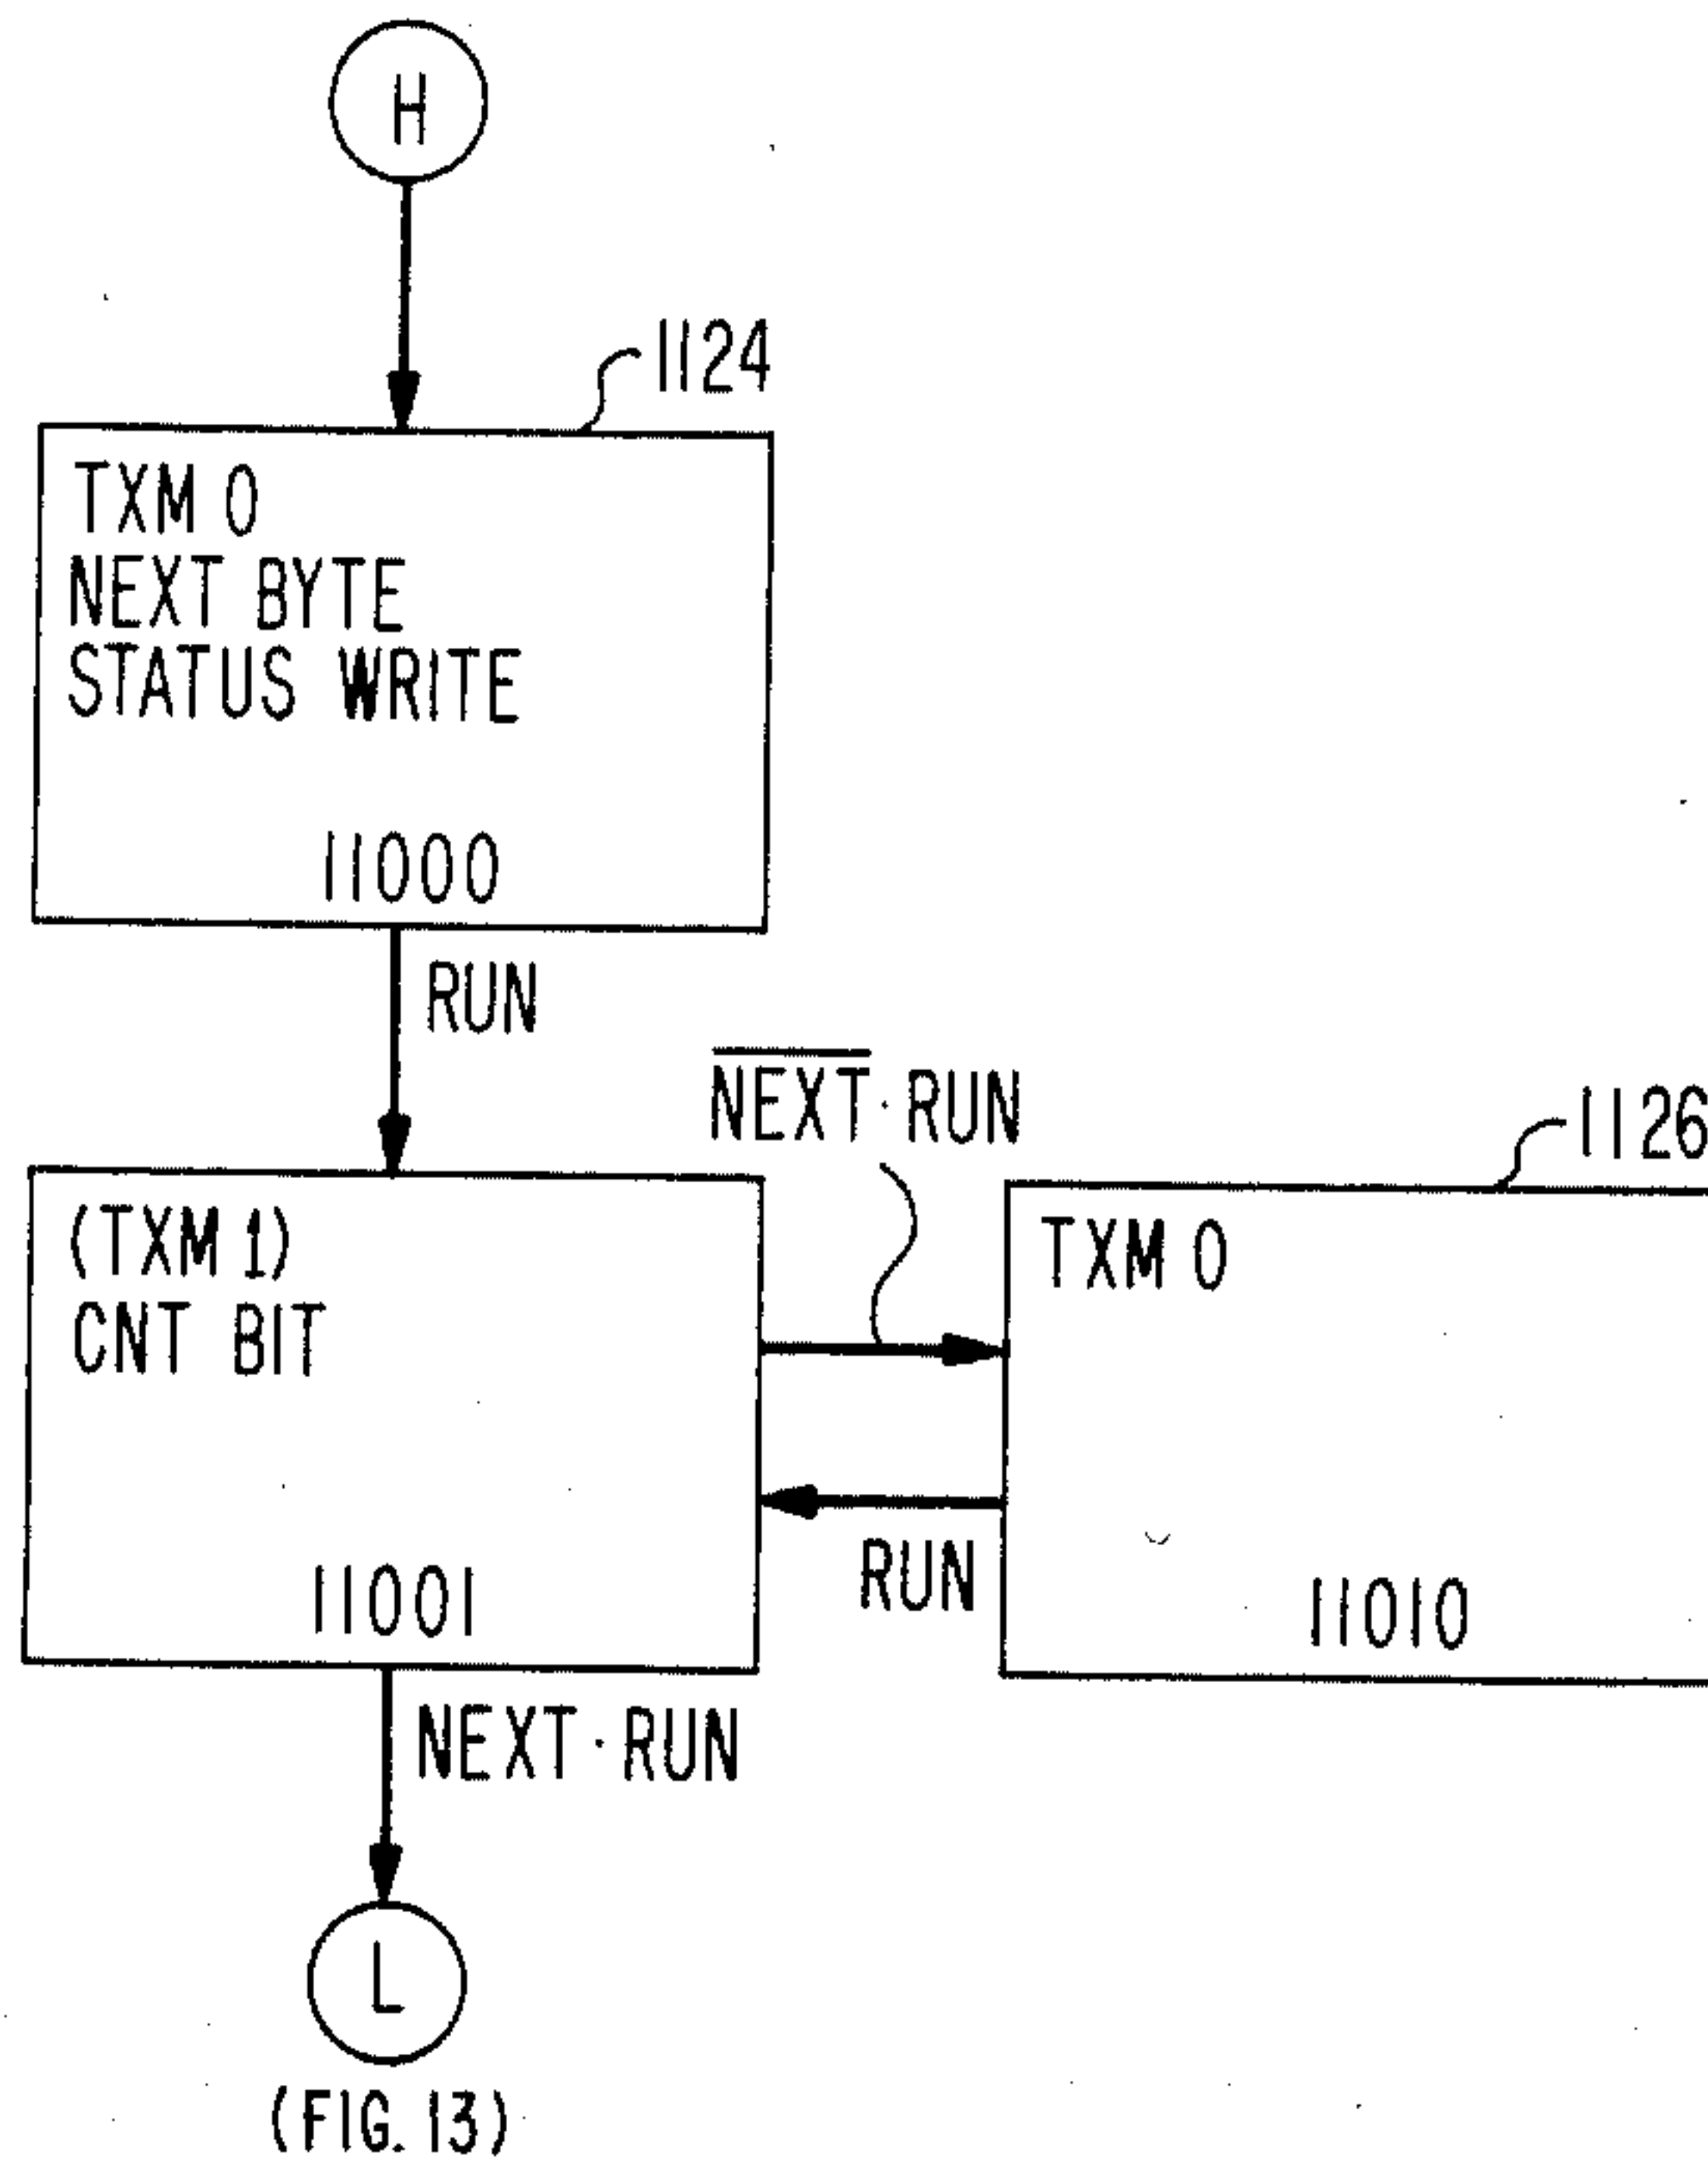 H
1124
TXM 0
NEXT BYTE
STATUS WRITE
11000
RUN
N̅E̅X̅T̅·RUN
1126
(TXM 1)
CNT BIT
11001
TXM 0
11010
RUN
NEXT·RUN
L
(FIG. 13)